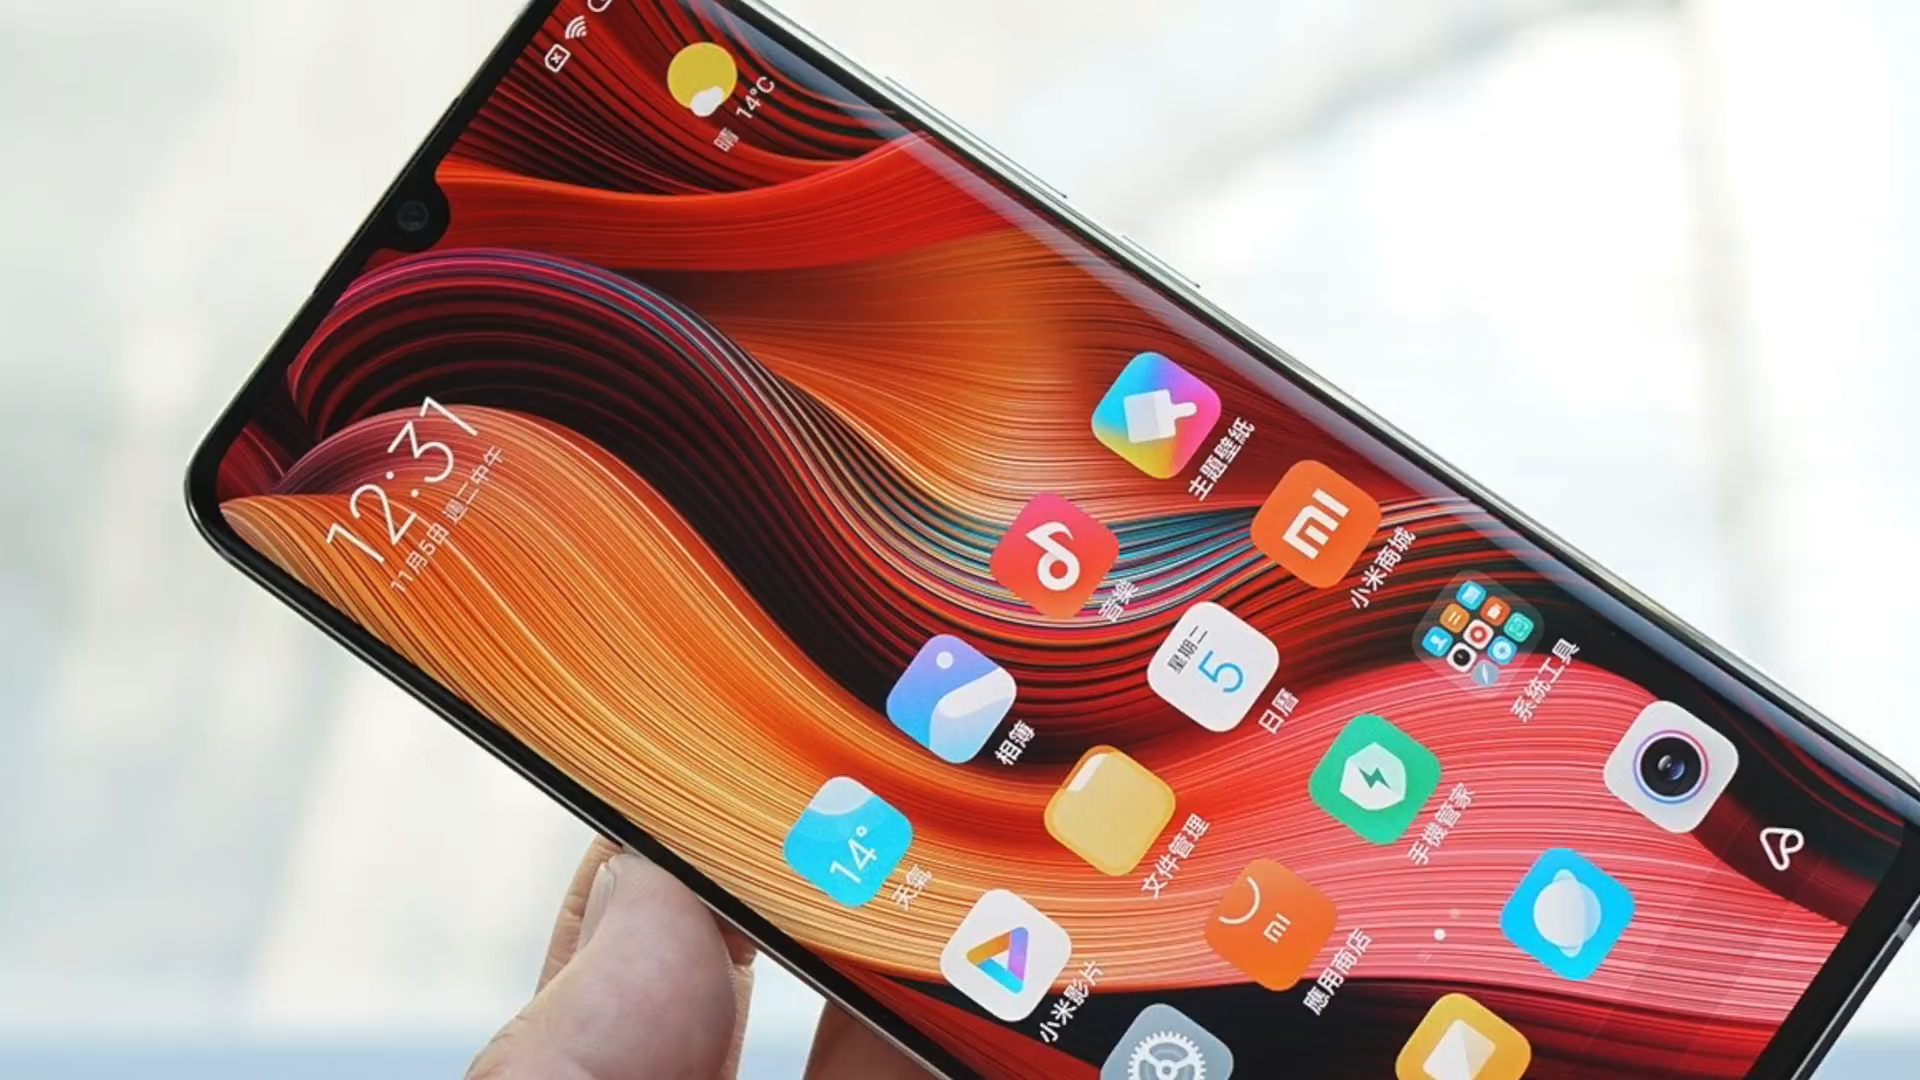 晴 14°C
12:31
11月5日 週二中午
14°
天氣
相簿
音樂
主題壁紙
小米影片
文件管理
星期二
5
日曆
mi
小米商城
mi
應用商店
手機管家
系統工具